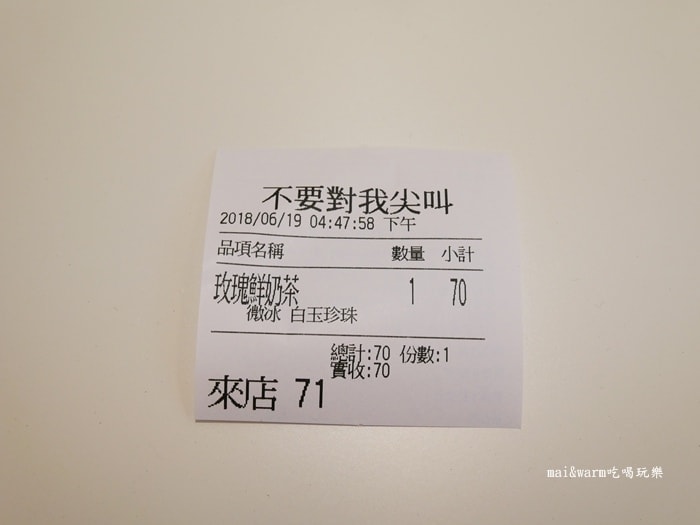 不要對我尖叫
2018/06/19 04:47:58 下午
品項名稱 數量 小計
玫瑰鮮奶茶 1 70
微冰 白玉珍珠
總計:70 份數:1
實收:70
來店 71
mai&warm吃喝玩樂